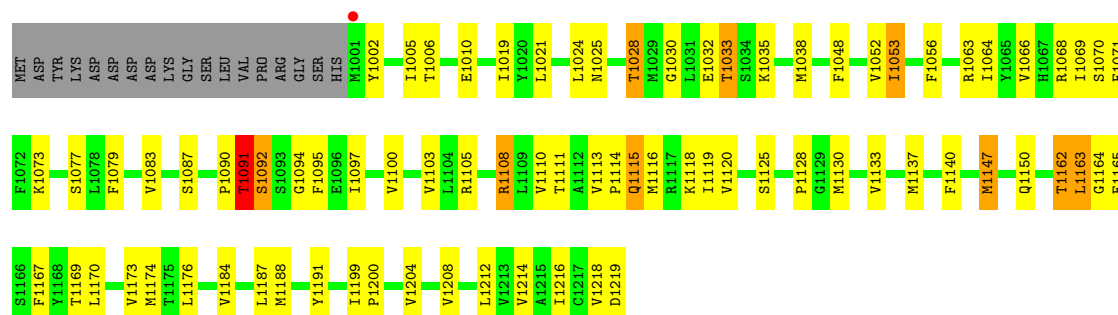 MET ASP TYR LYS ASP ASP ASP ASP LYS GLY SER LEU VAL PRO ARG GLY SER HIS M1001 Y1002 I1005 T1006 E1010 I1019 Y1020 L1021 L1024 N1025 T1028 M1029 G1030 L1031 E1032 T1033 S1034 K1035 M1038 F1048 V1052 I1053 F1056 R1063 I1064 Y1065 V1066 H1067 R1068 I1069 S1070
F1072 K1073 S1077 L1078 F1079 V1083 S1087 P1090 T1091 S1092 S1093 G1094 F1095 E1096 I1097 V1100 V1103 L1104 R1105 R1108 L1109 V1110 T1111 A1112 V1113 P1114 Q1115 M1116 R1117 K1118 I1119 V1120 S1125 P1128 G1129 M1130 V1133 M1137 F1140 M1147 Q1150 T1162 L1163 G1164
S1166 F1167 Y1168 T1169 L1170 V1173 M1174 T1175 L1176 V1184 L1187 M1188 Y1191 I1199 P1200 V1204 V1208 L1212 V1213 V1214 A1215 I1216 C1217 V1218 D1219